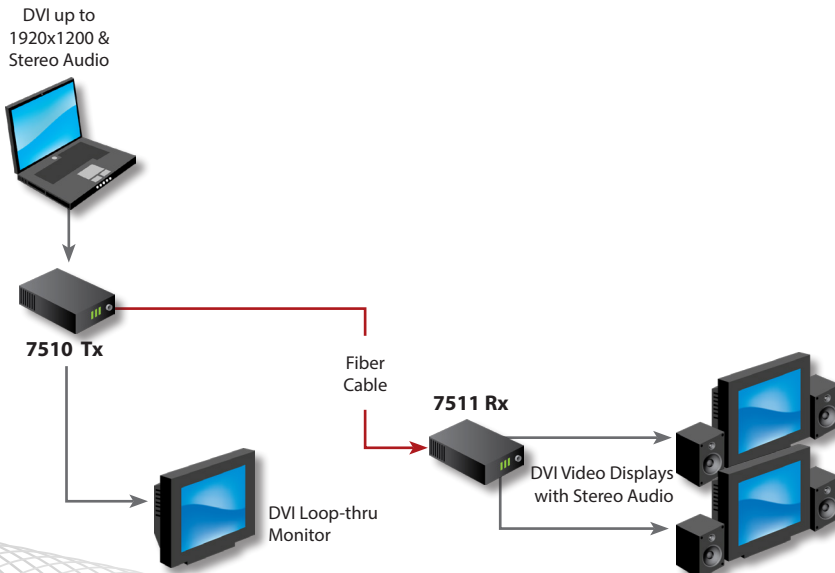 DVI up to
1920x1200 &
Stereo Audio
7510 Tx
Fiber
Cable
7511 Rx
DVI Video Displays
with Stereo Audio
DVI Loop-thru
Monitor